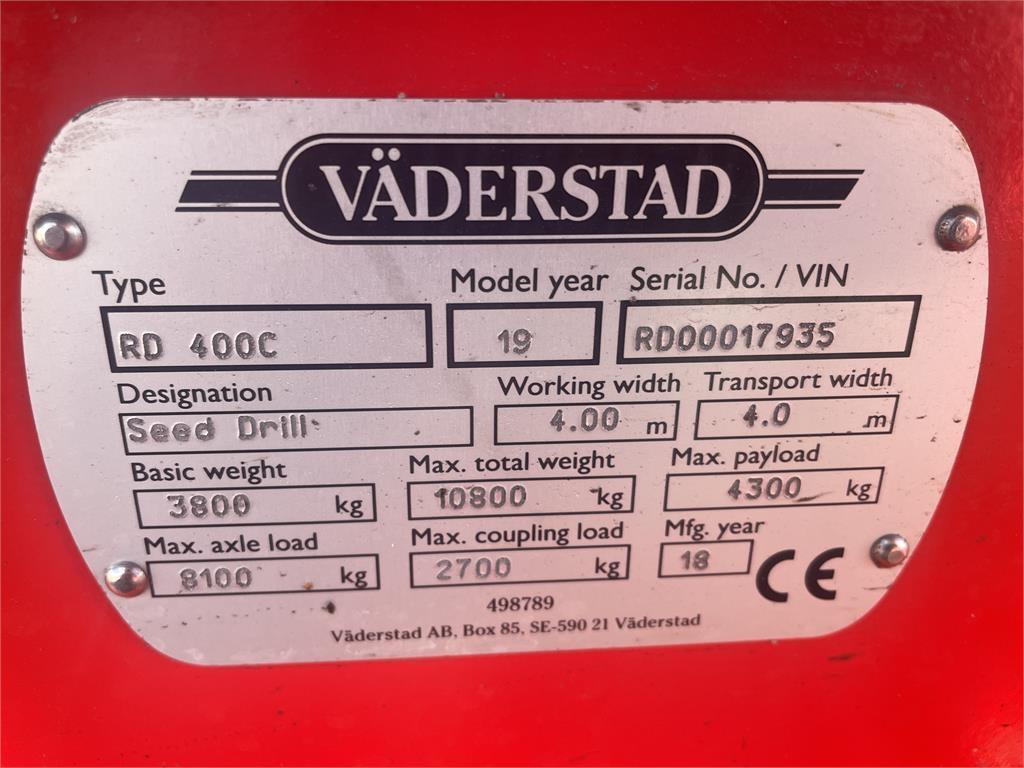 VÄDERSTAD
Type Model year Serial No. / VIN
RD 400C 19 RD00017935
Designation Working width Transport width
Seed Drill 4.00 m 4.0 m
Basic weight Max. total weight Max. payload
3800 kg 10800 kg 4300 kg
Max. axle load Max. coupling load Mfg. year
8100 kg 2700 kg 18 CE
498789
Väderstad AB, Box 85, SE-590 21 Väderstad